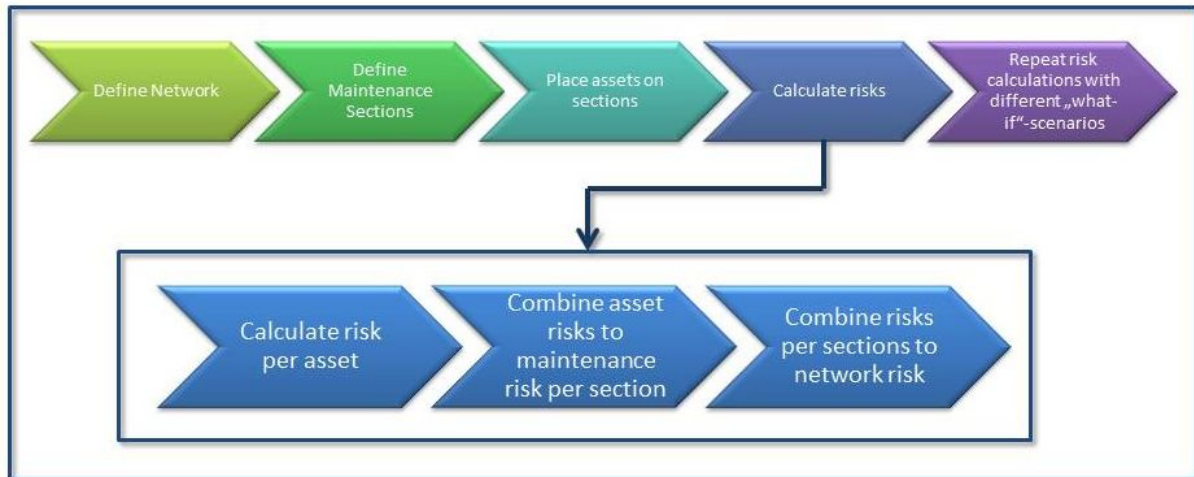 Define Network
Define
Maintenance
Sections
Place assets on
sections
Calculate risks
Repeat risk
calculations with
different „what-
if“-scenarios
Calculate risk
per asset
Combine asset
risks to
maintenance
risk per section
Combine risks
per sections to
network risk